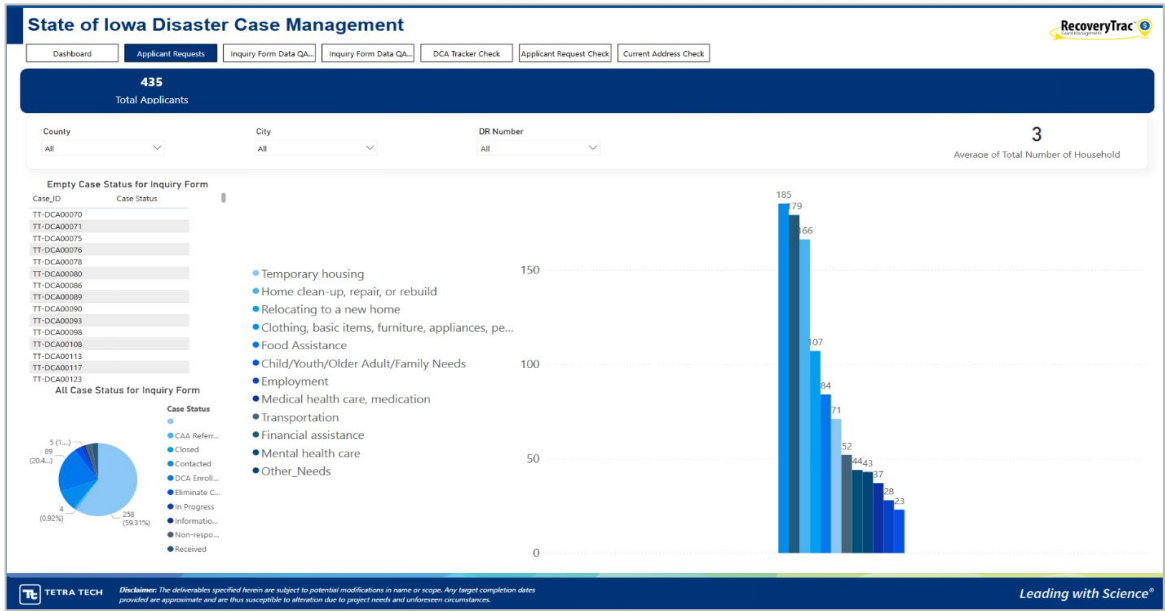 State of Iowa Disaster Case Management
RecoveryTrac
Dashboard
Applicant Requests
Inquiry Form Data QA...
Inquiry Form Data QA...
DCA Tracker Check
Applicant Request Check
Current Address Check
435
Total Applicants
County
All
City
All
DR Number
All
3
Average of Total Number of Household
Empty Case Status for Inquiry Form
Case_ID Case Status
TT-DCA00070
TT-DCA00071
TT-DCA00075
TT-DCA00076
TT-DCA00078
TT-DCA00080
TT-DCA00086
TT-DCA00089
TT-DCA00090
TT-DCA00093
TT-DCA00098
TT-DCA00108
TT-DCA00113
TT-DCA00117
TT-DCA00123
All Case Status for Inquiry Form
Case Status
CAA Referr...
Closed
Contacted
DCA Enroll...
Eliminate C...
In Progress
Informatio...
Non-respo...
Received
5 (1....)
89
(20.4...)
4
(0.92%)
258
(59.31%)
Temporary housing
Home clean-up, repair, or rebuild
Relocating to a new home
Clothing, basic items, furniture, appliances, pe...
Food Assistance
Child/Youth/Older Adult/Family Needs
Employment
Medical health care, medication
Transportation
Financial assistance
Mental health care
Other_Needs
150
100
50
0
185
179
166
107
84
71
52
44
43
37
28
23
TETRA TECH
Disclaimer: The deliverables specified herein are subject to potential modifications in name or scope. Any target completion dates
provided are approximate and are thus susceptible to alteration due to project needs and unforeseen circumstances.
Leading with Science®